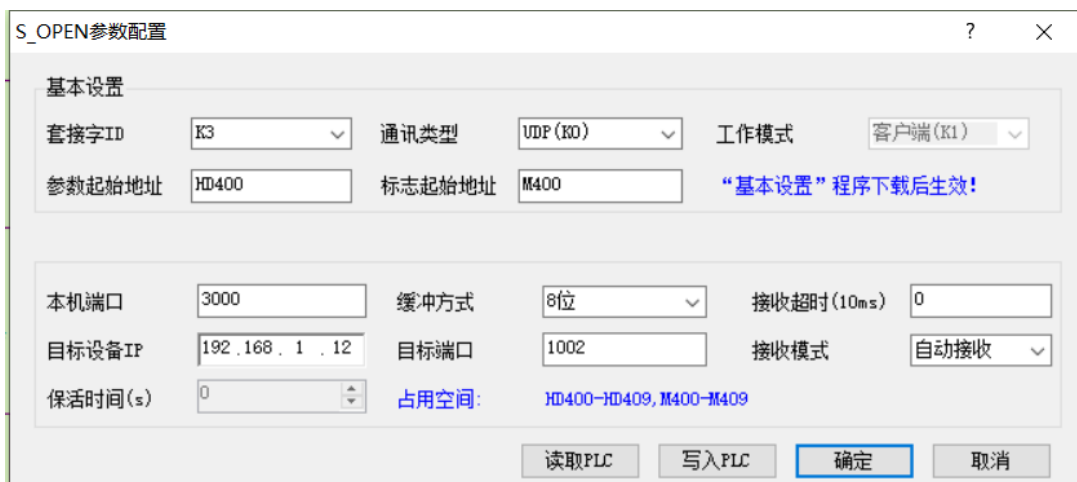 S_OPEN参数配置 ?
基本设置
套接字ID K3 通讯类型 UDP(K0) 工作模式 客户端(K1)
参数起始地址 HD400 标志起始地址 M400 “基本设置”程序下载后生效!
本机端口 3000 缓冲方式 8位 接收超时(10ms) 0
目标设备IP 192 .168 . 1 . 12 目标端口 1002 接收模式 自动接收
保活时间(s) 0 占用空间: HD400-HD409,M400-M409
读取PLC 写入PLC 确定 取消